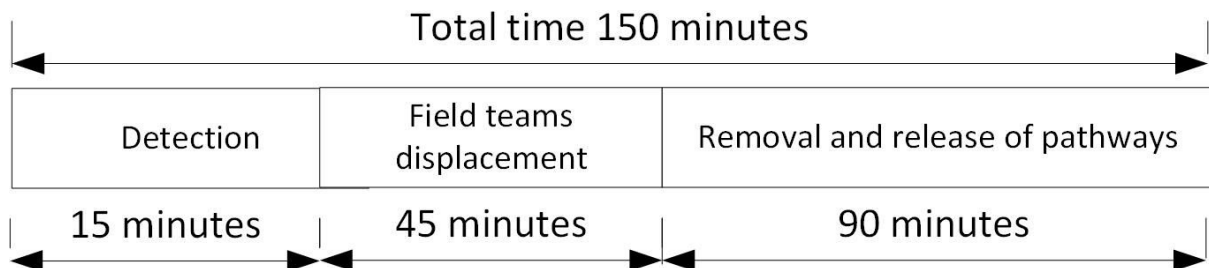 Total time 150 minutes
Detection
Field teams
displacement
Removal and release of pathways
15 minutes
45 minutes
90 minutes